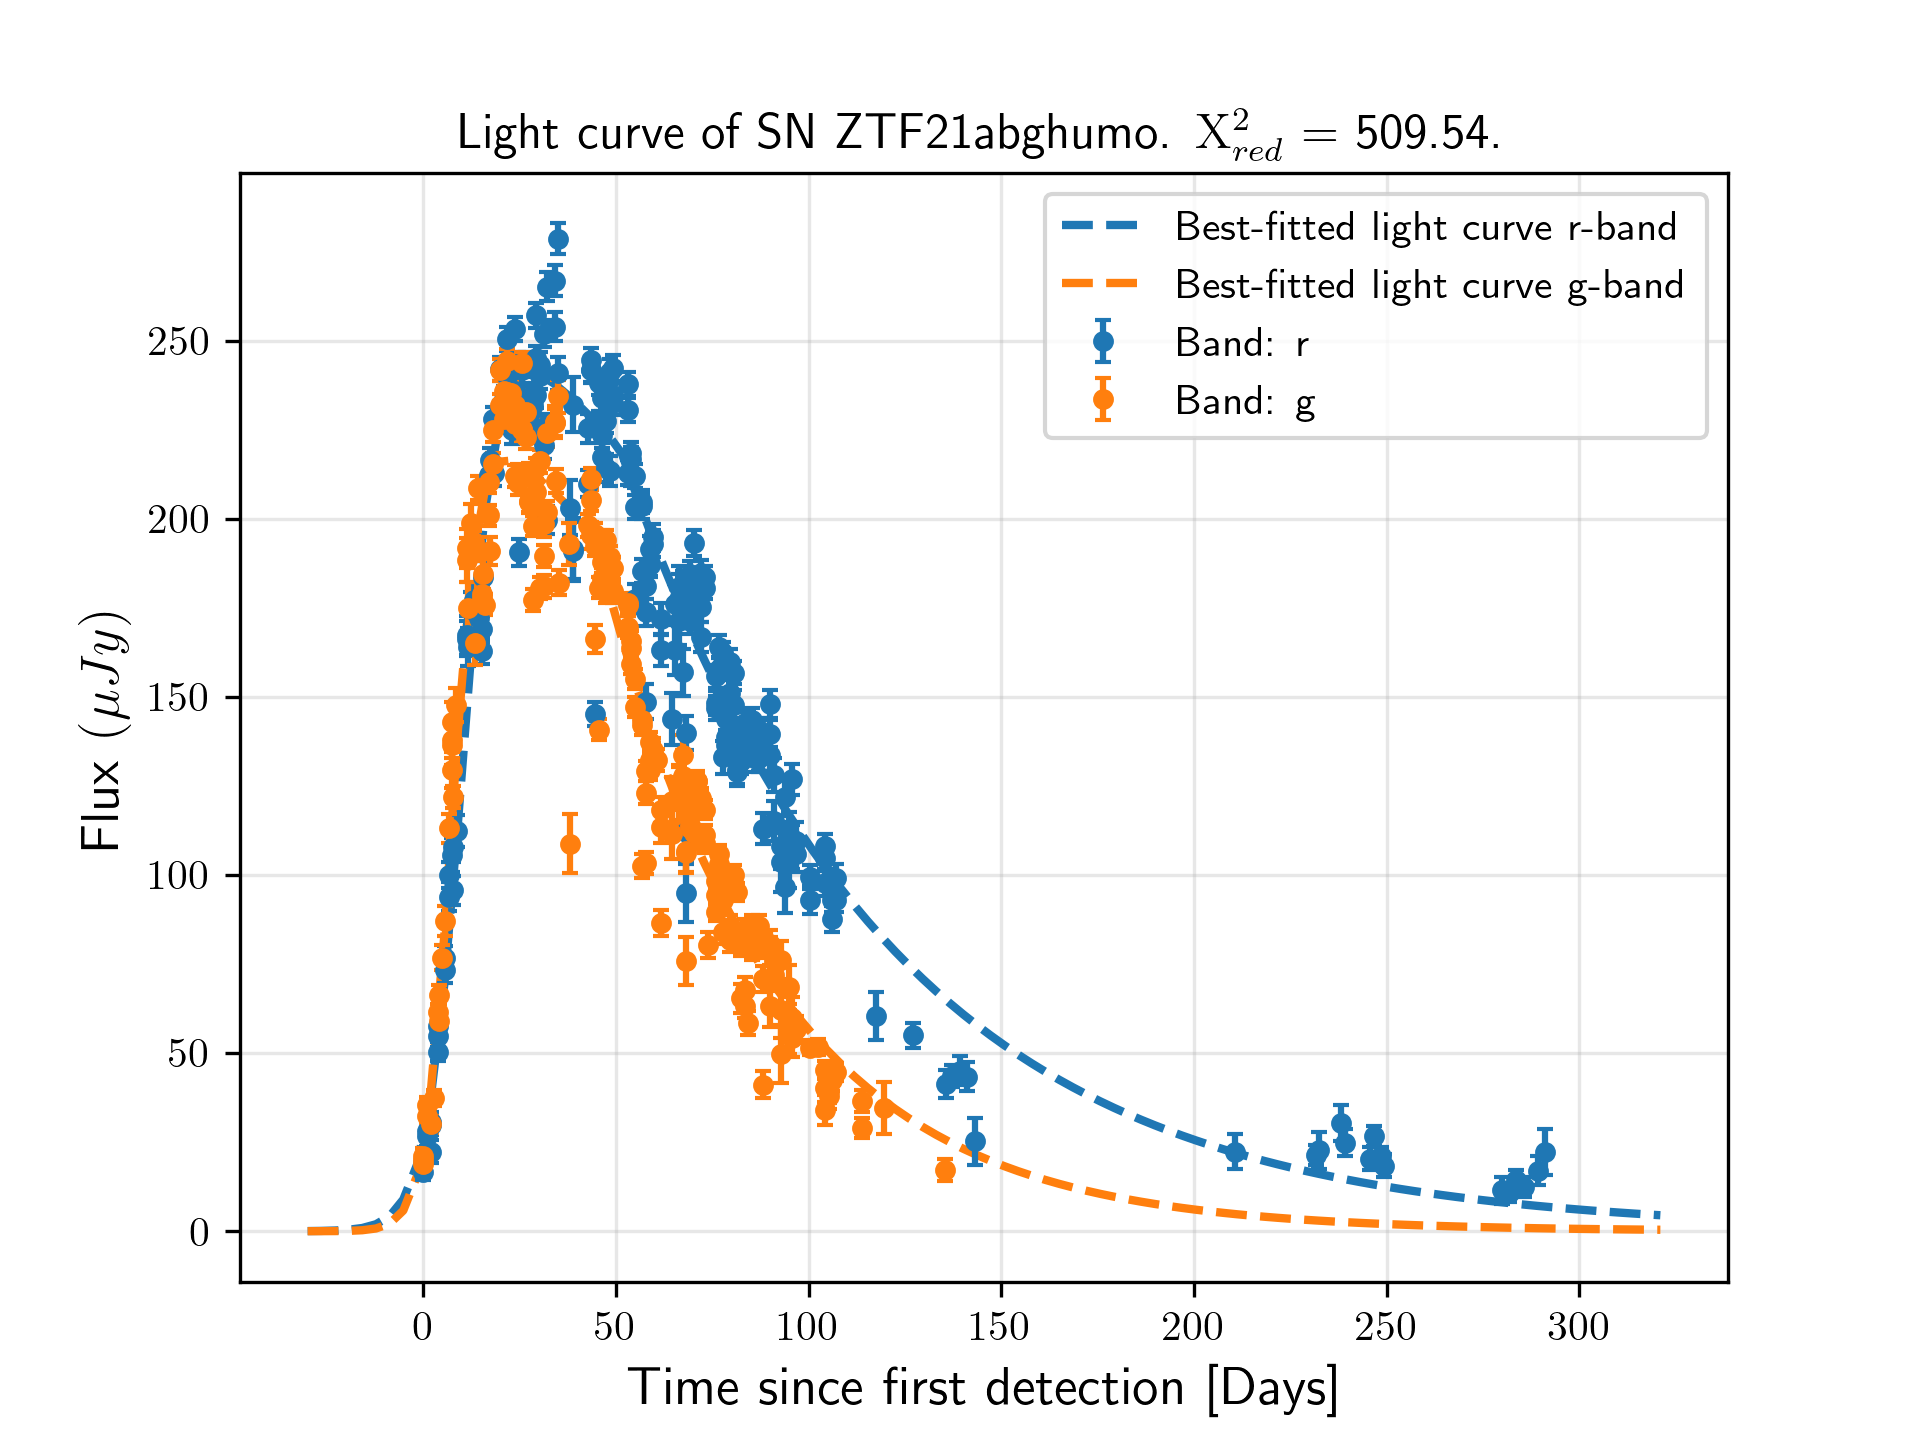 Light curve of SN ZTF21abghumo. X²_red = 509.54.
Best-fitted light curve r-band
Best-fitted light curve g-band
Band: r
Band: g
Flux (μJy)
250
200
150
100
50
0
0 50 100 150 200 250 300
Time since first detection [Days]